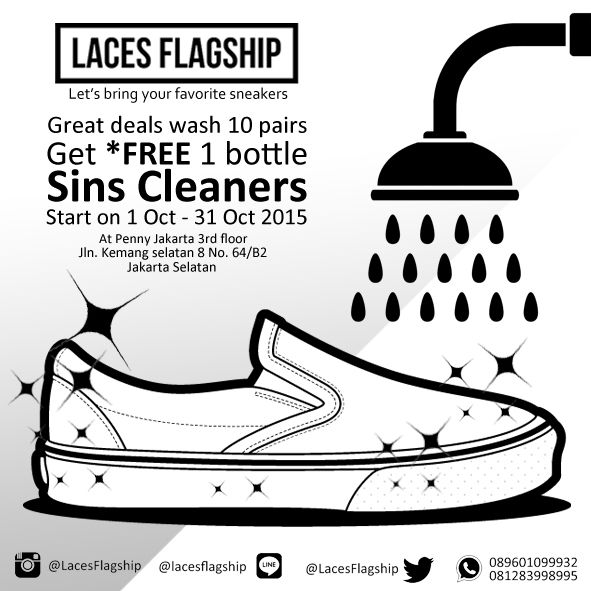 LACES FLAGSHIP
Let's bring your favorite sneakers
Great deals wash 10 pairs
Get *FREE 1 bottle
Sins Cleaners
Start on 1 Oct - 31 Oct 2015
At Penny Jakarta 3rd floor
Jln. Kemang selatan 8 No. 64/B2
Jakarta Selatan
@LacesFlagship @lacesflagship LINE @LacesFlagship 089601099932
081283998995